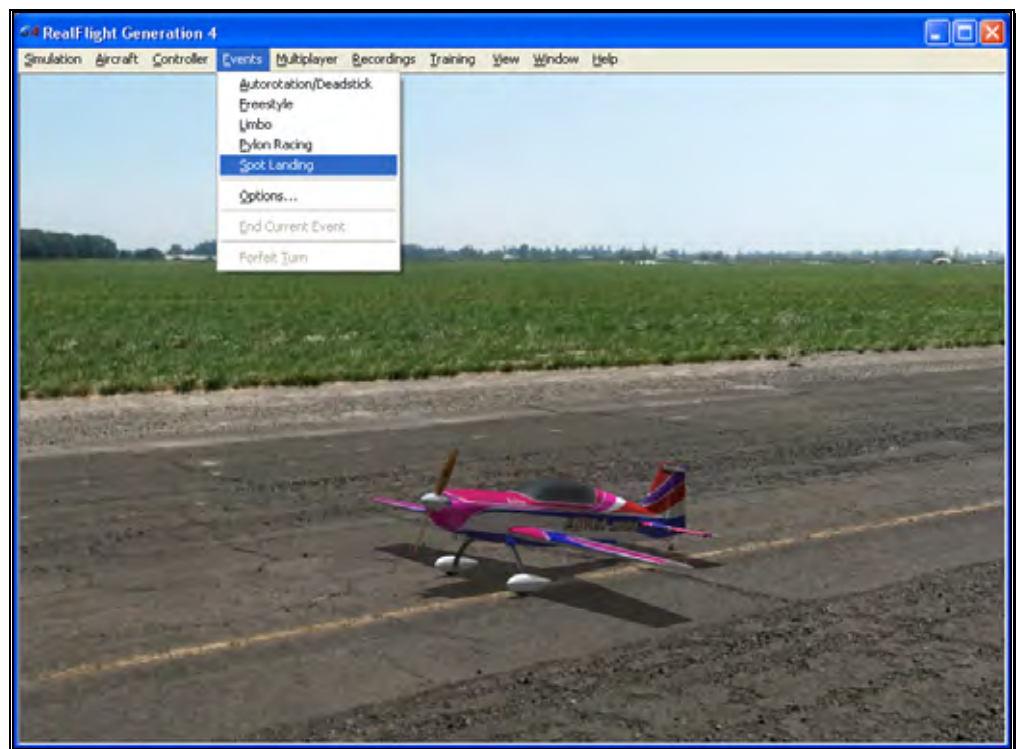 G4 RealFlight Generation 4
Simulation Aircraft Controller Events Multiplayer Recordings Training View Window Help
Autorotation/Deadstick
Freestyle
Limbo
Pylon Racing
Spot Landing
Options...
End Current Event
Forfeit Turn